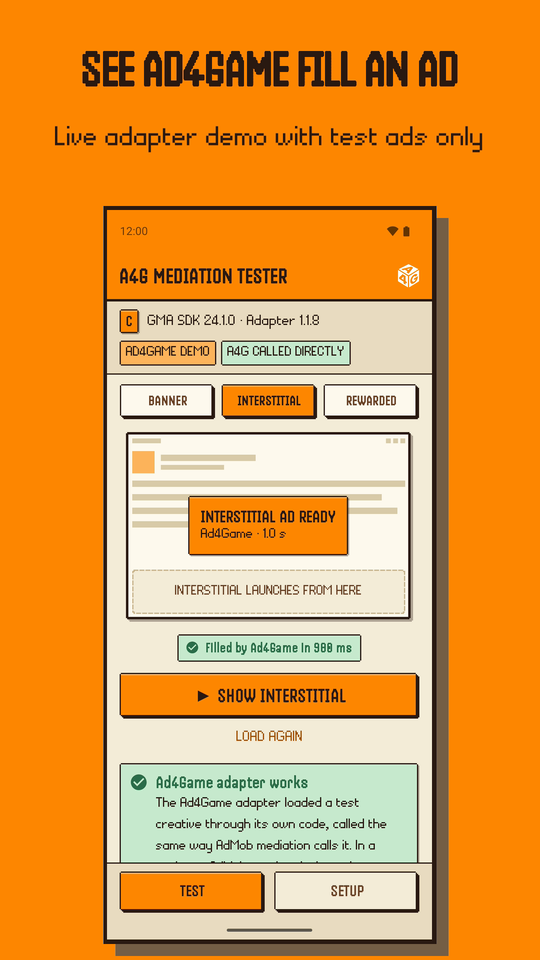 SEE AD4GAME FILL AN AD
Live adapter demo with test ads only
12:00
A4G MEDIATION TESTER
C GMA SDK 24.1.0 · Adapter 1.1.8
AD4GAME DEMO A4G CALLED DIRECTLY
BANNER INTERSTITIAL REWARDED
INTERSTITIAL AD READY
Ad4Game · 1.0 s
INTERSTITIAL LAUNCHES FROM HERE
Filled by Ad4Game in 988 ms
SHOW INTERSTITIAL
LOAD AGAIN
Ad4Game adapter works
The Ad4Game adapter loaded a test
creative through its own code, called the
same way AdMob mediation calls it. In a
TEST SETUP